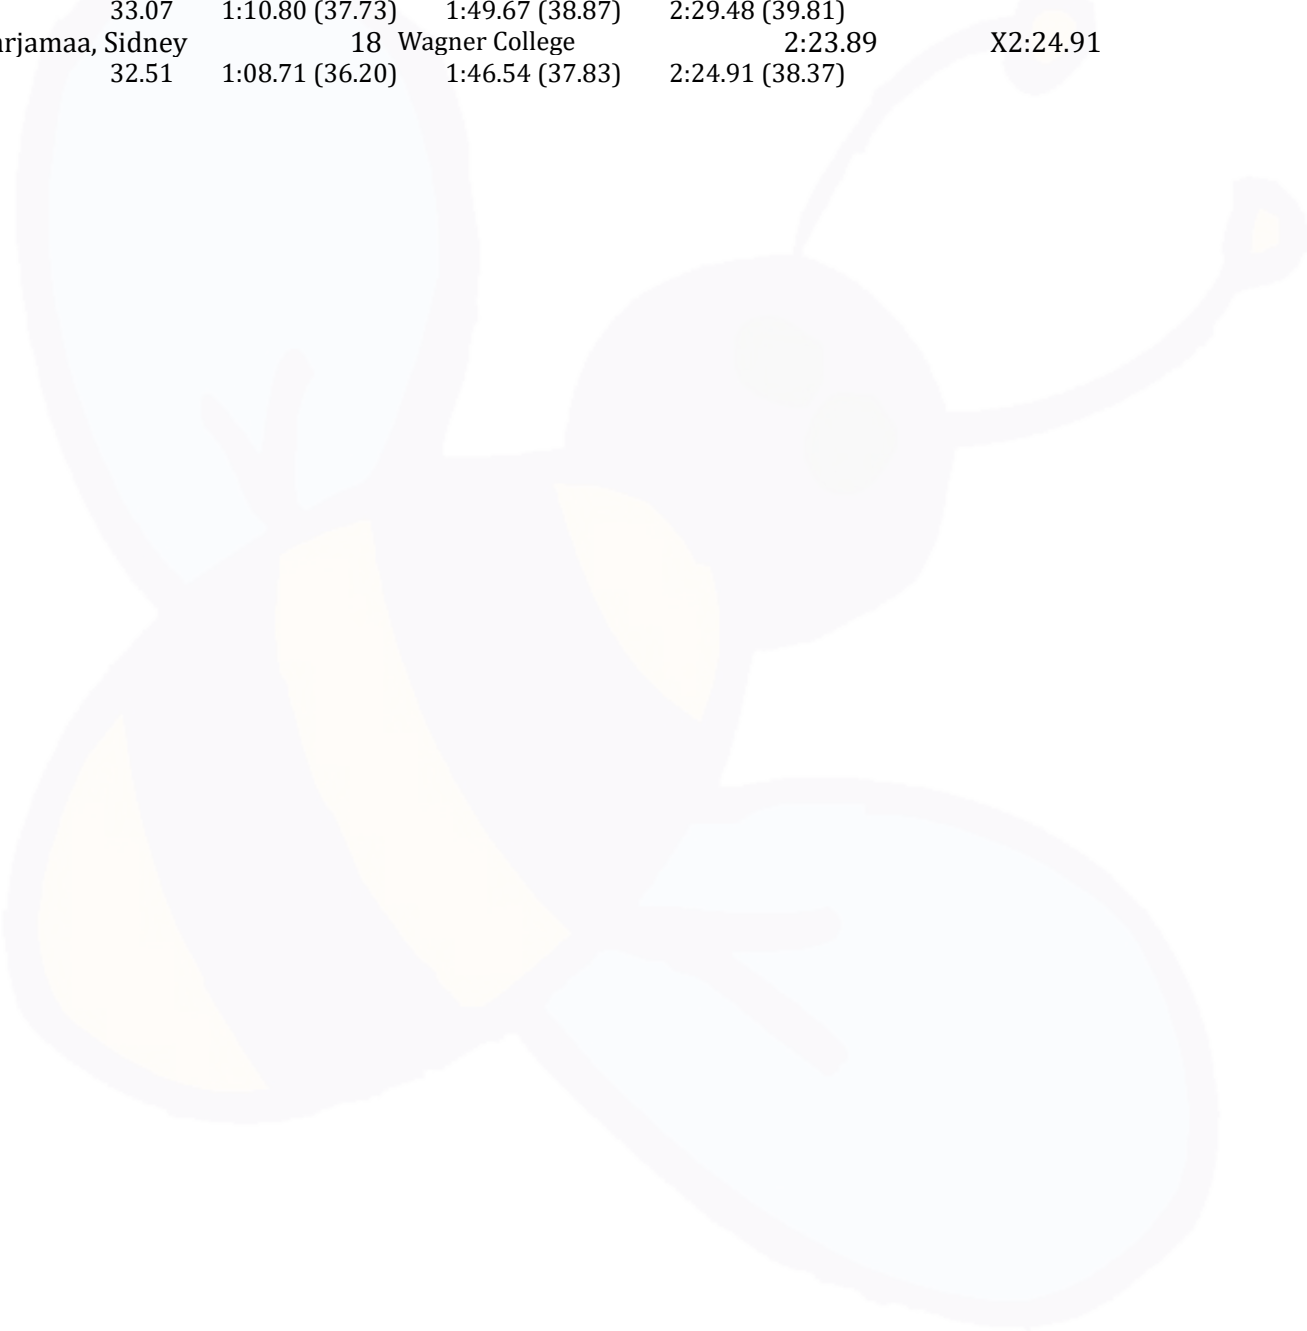 33.07 1:10.80 (37.73) 1:49.67 (38.87) 2:29.48 (39.81)
rjamaa, Sidney 18 Wagner College 2:23.89 X2:24.91
32.51 1:08.71 (36.20) 1:46.54 (37.83) 2:24.91 (38.37)